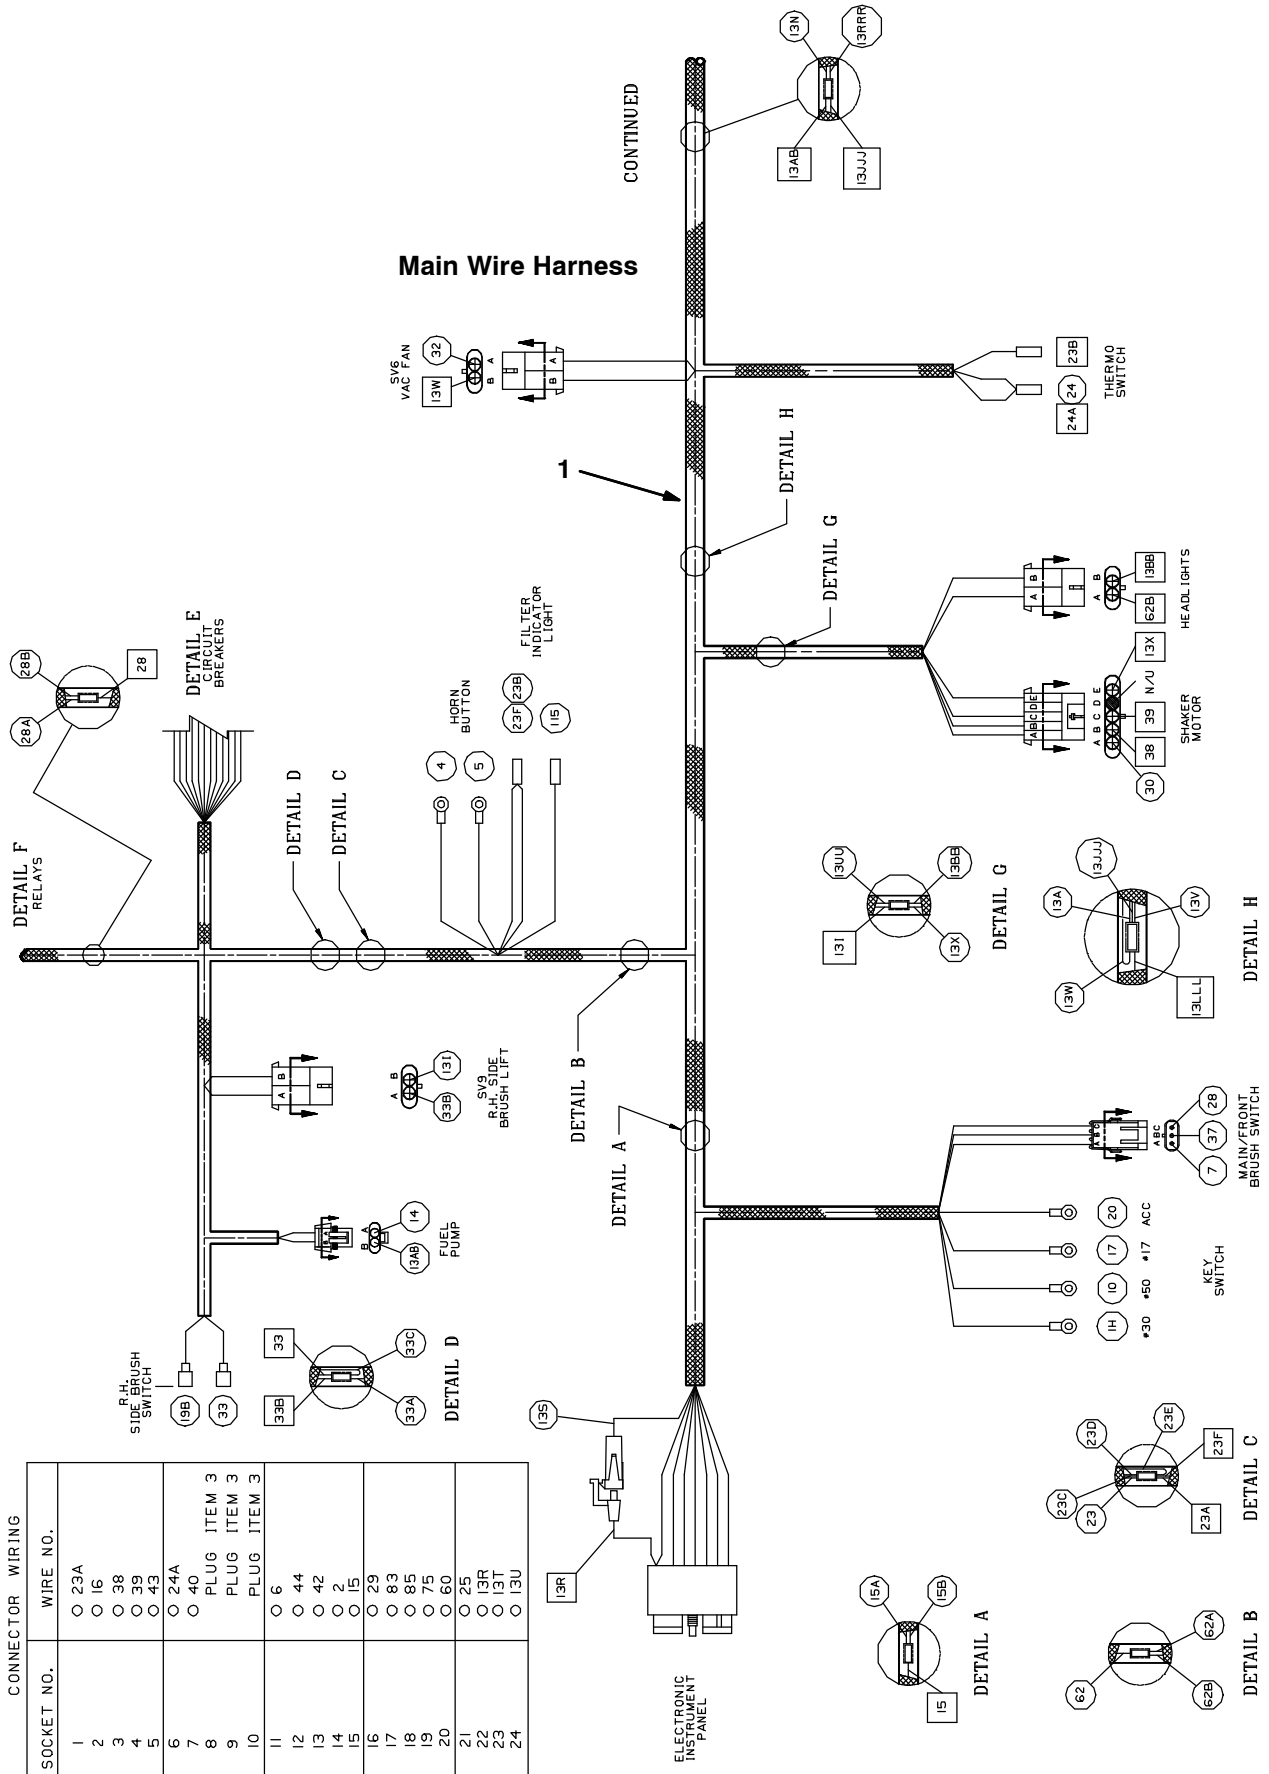 Main Wire Harness
1
CONTINUED
13N
13RRR
13AB
13JJJ
SV6
VAC FAN
13W
32
B A
B A
23B
24A
24
THERMO
SWITCH
DETAIL H
DETAIL G
A B
A B
62B
13BB
HEADLIGHTS
A B C D E
A B C D E
30
38
39
N/U
13X
SHAKER
MOTOR
DETAIL F
RELAYS
28A
28B
28
DETAIL E
CIRCUIT
BREAKERS
DETAIL D
DETAIL C
HORN
BUTTON
4
5
FILTER
INDICATOR
LIGHT
23F
23B
115
DETAIL B
DETAIL A
A B
A B
33B
13I
SV9
R.H. SIDE
BRUSH LIFT
B A
B A
13AB
14
FUEL
PUMP
R.H.
SIDE BRUSH
SWITCH
19B
33
33
33B
33C
33A
DETAIL D
13UU
13BB
13I
13X
DETAIL G
13JJJ
13A
13V
13W
13LLL
DETAIL H
A B C
A B C
7
37
28
MAIN/FRONT
BRUSH SWITCH
1H
10
17
20
#30
#50
#17
ACC
KEY
SWITCH
13S
13R
ELECTRONIC
INSTRUMENT
PANEL
15A
15B
15
DETAIL A
62
62A
62B
DETAIL B
23D
23E
23C
23
23A
23F
DETAIL C
CONNECTOR WIRING
SOCKET NO. WIRE NO.
1 23A
2 16
3 38
4 39
5 43
6 24A
7 40
8 PLUG ITEM 3
9 PLUG ITEM 3
10 PLUG ITEM 3
11 6
12 44
13 42
14 2
15 15
16 29
17 83
18 85
19 75
20 60
21 25
22 13R
23 13T
24 13U